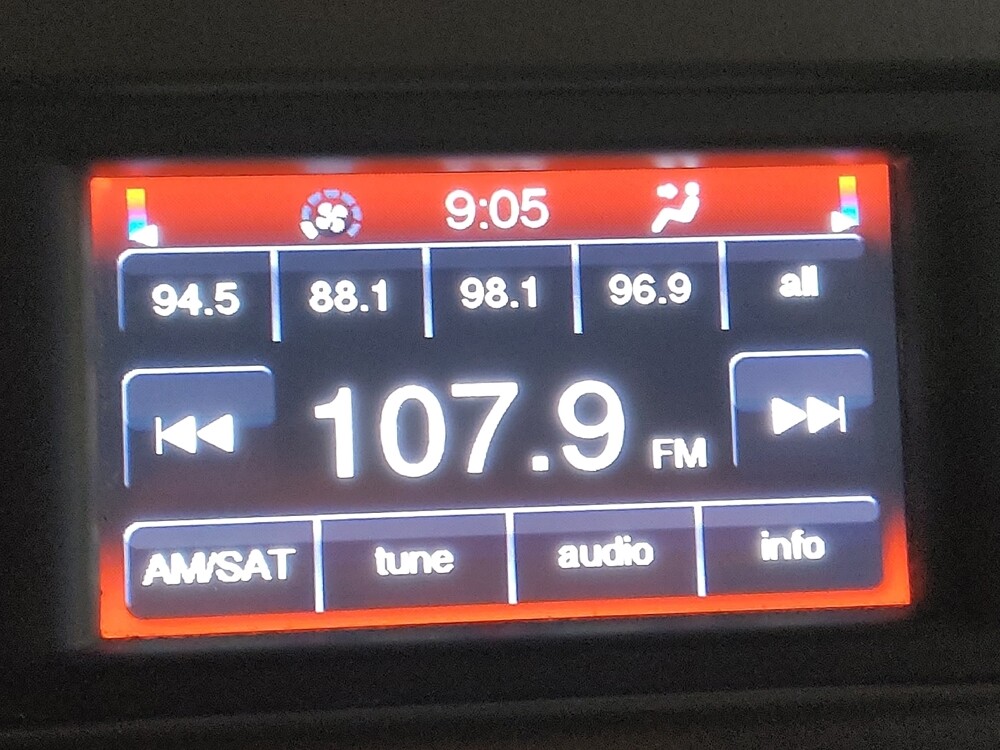 9:05
94.5 88.1 98.1 96.9 all
107.9 FM
AM/SAT tune audio info